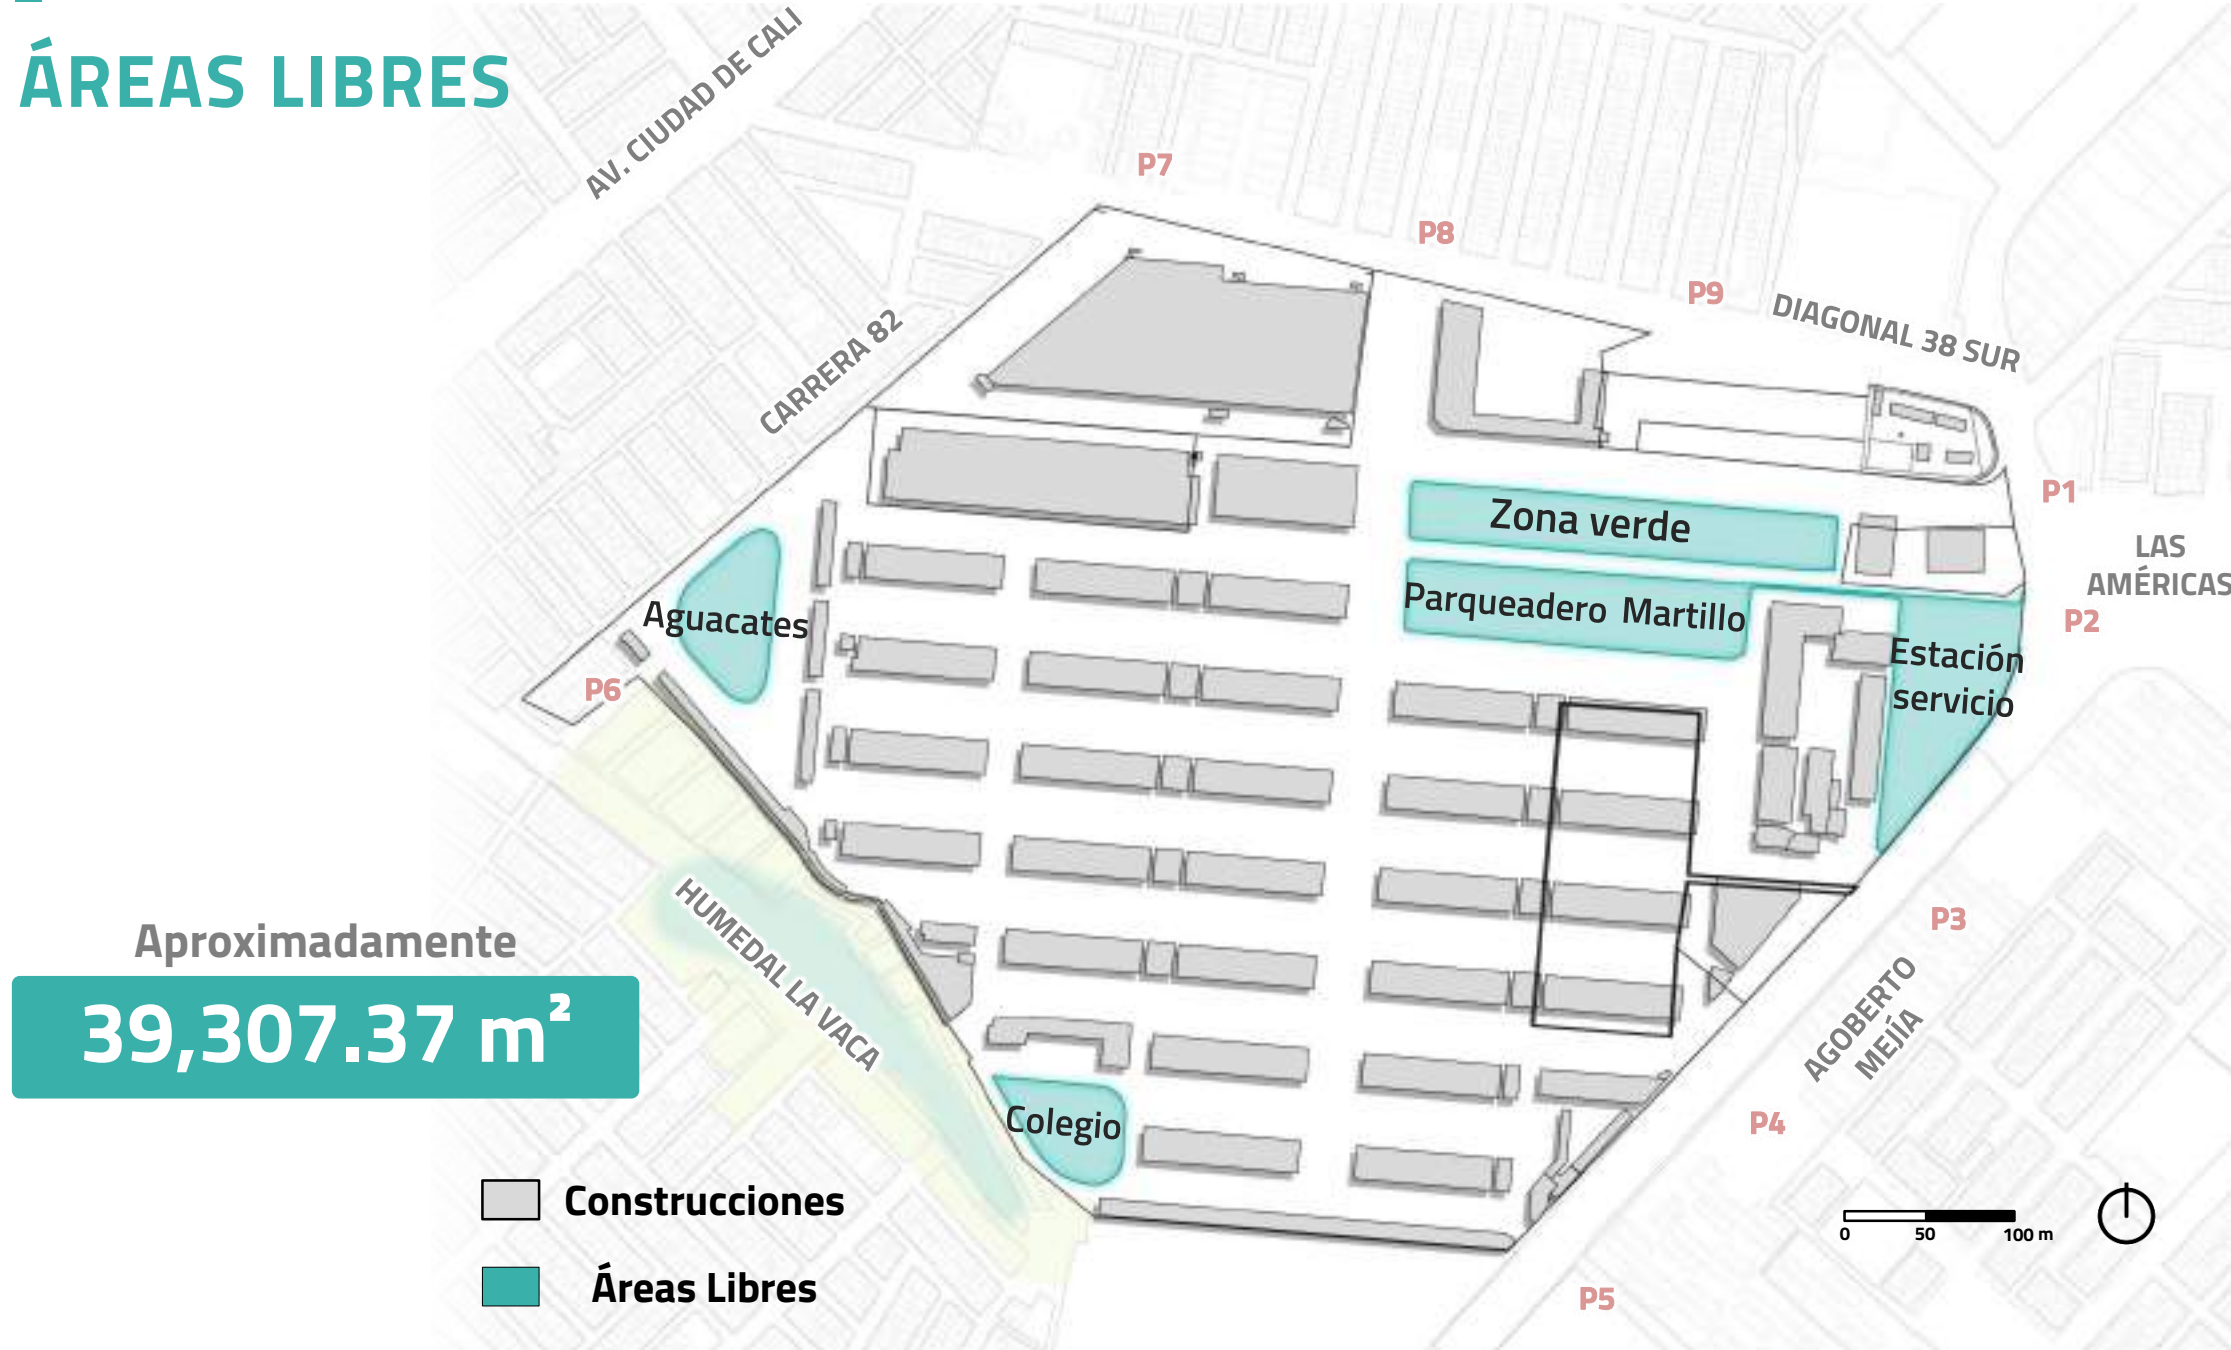 ÁREAS LIBRES
AV. CIUDAD DE CALI
P7
P8
P9
DIAGONAL 38 SUR
CARRERA 82
P1
Zona verde
LAS
AMÉRICAS
Parqueadero Martillo
Aguacates
P2
Estación
servicio
P6
HUMEDAL LA VACA
P3
Aproximadamente
39,307.37 m²
AGOBERTO
MEJÍA
Colegio
P4
Construcciones
0 50 100 m
Áreas Libres
P5